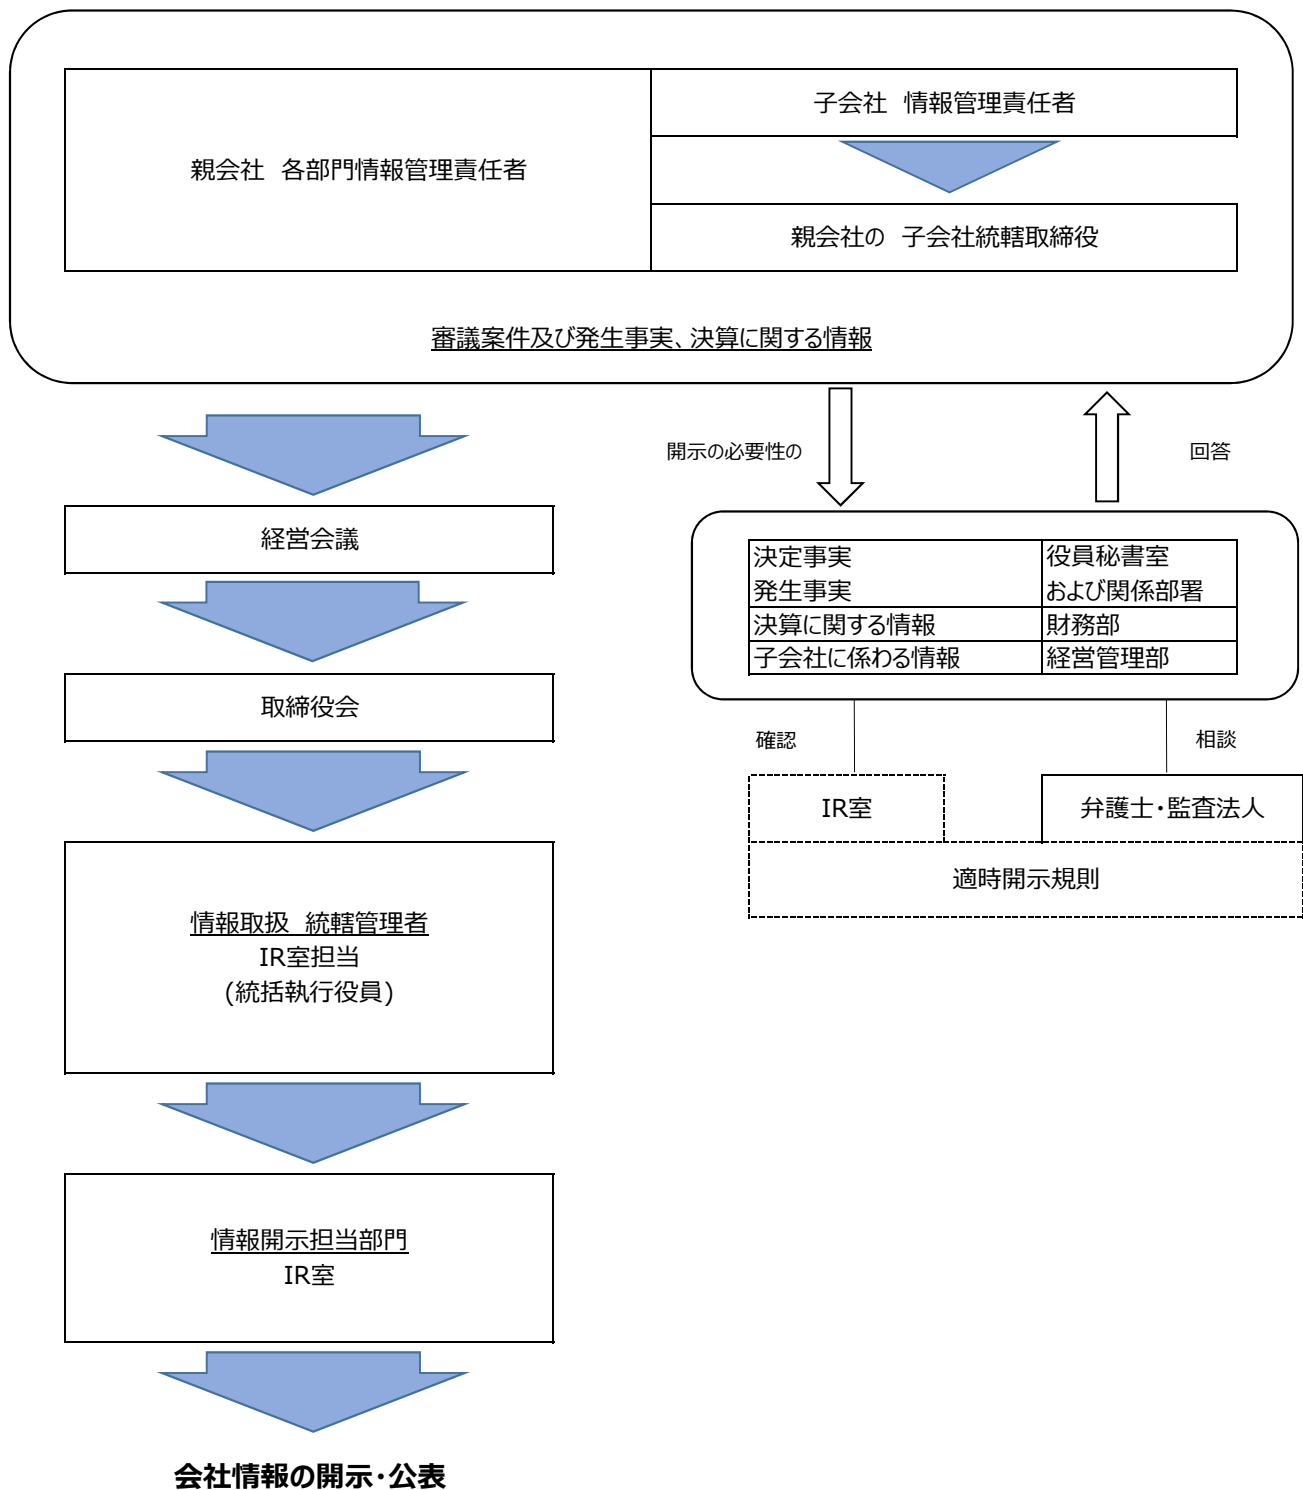 子会社 情報管理責任者
親会社 各部門情報管理責任者
親会社の 子会社統轄取締役
審議案件及び発生事実、決算に関する情報
開示の必要性の
回答
経営会議
決定事実
役員秘書室
発生事実
および関係部署
決算に関する情報
財務部
子会社に係わる情報
経営管理部
取締役会
確認
相談
IR室
弁護士・監査法人
適時開示規則
情報取扱 統轄管理者
IR室担当
(統括執行役員)
情報開示担当部門
IR室
会社情報の開示・公表